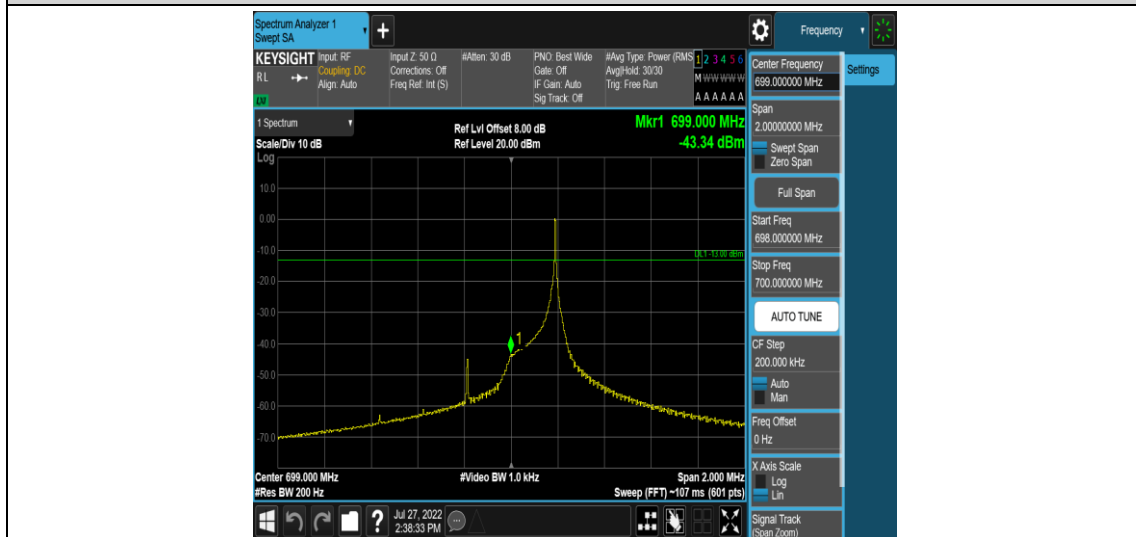 Spectrum Analyzer 1
Swept SA
+
Frequency
KEYSIGHT
RL
LXI
Input: RF
Coupling: DC
Align: Auto
Input Z: 50 Ω
Corrections: Off
Freq Ref: Int (S)
#Atten: 30 dB
PNO: Best Wide
Gate: Off
IF Gain: Auto
Sig Track: Off
#Avg Type: Power (RMS
Avg|Hold: 30/30
Trig: Free Run
1 2 3 4 5 6
M W W W W W
A A A A A A
1 Spectrum
Scale/Div 10 dB
Ref Lvl Offset 8.00 dB
Ref Level 20.00 dBm
Mkr1 699.000 MHz
-43.34 dBm
Log
10.0
0.00
-10.0
DL1 -13.00 dBm
-20.0
-30.0
1
-40.0
-50.0
-60.0
-70.0
Center 699.000 MHz
#Video BW 1.0 kHz
Span 2.000 MHz
#Res BW 200 Hz
Sweep (FFT) ~107 ms (601 pts)
?
Jul 27, 2022
2:38:33 PM
Center Frequency
699.000000 MHz
Settings
Span
2.00000000 MHz
Swept Span
Zero Span
Full Span
Start Freq
698.000000 MHz
Stop Freq
700.000000 MHz
AUTO TUNE
CF Step
200.000 kHz
Auto
Man
Freq Offset
0 Hz
X Axis Scale
Log
Lin
Signal Track
(Span Zoom)